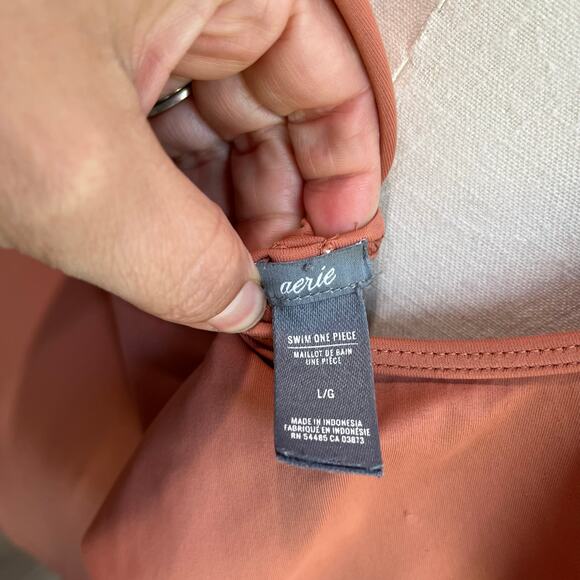 aerie
SWIM ONE PIECE
MAILLOT DE BAIN
UNE PIÈCE
L/G
MADE IN INDONESIA
FABRIQUÉ EN INDONÉSIE
RN 54485 CA 03873